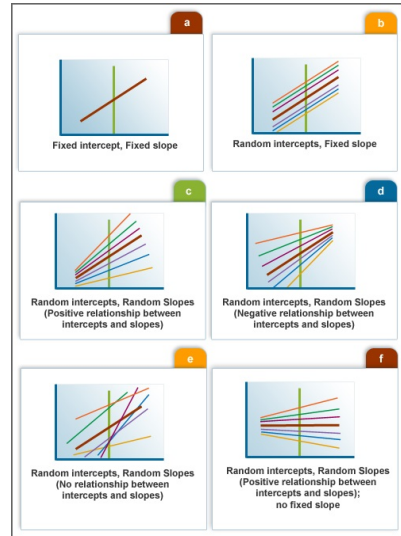 a
Fixed intercept, Fixed slope
b
Random intercepts, Fixed slope
c
Random intercepts, Random Slopes
(Positive relationship between
intercepts and slopes)
d
Random intercepts, Random Slopes
(Negative relationship between
intercepts and slopes)
e
Random intercepts, Random Slopes
(No relationship between
intercepts and slopes)
f
Random intercepts, Random Slopes
(Positive relationship between
intercepts and slopes);
no fixed slope